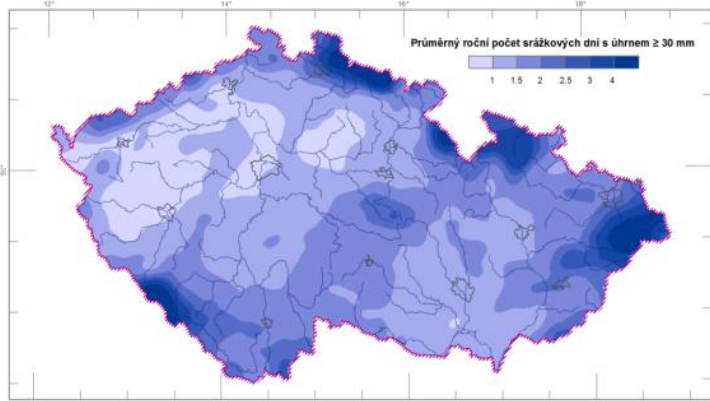 12° 14° 16° 18°
Průměrný roční počet srážkových dní s úhrnem ≥ 30 mm
1 1.5 2 2.5 3 4
50°